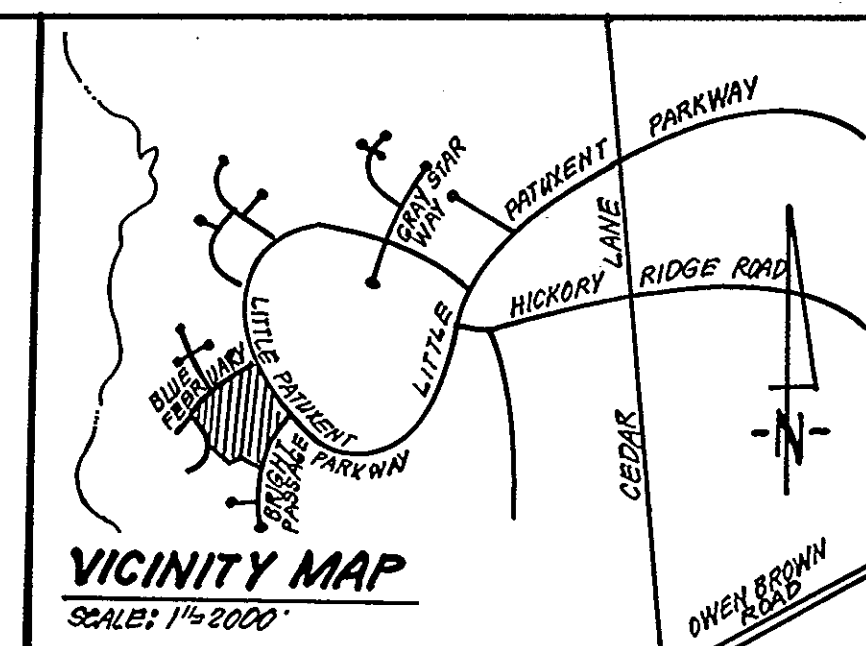 PARKWAY
PATUXENT
LITTLE
GRAY STAR
WAY
LANE
CEDAR
HICKORY
RIDGE ROAD
LITTLE PATUXENT
PARKWAY
BLUE
FEBRUARY
BRIGHT
PASSAGE
-N-
OWEN BROWN
ROAD
VICINITY MAP
SCALE: 1"=2000'